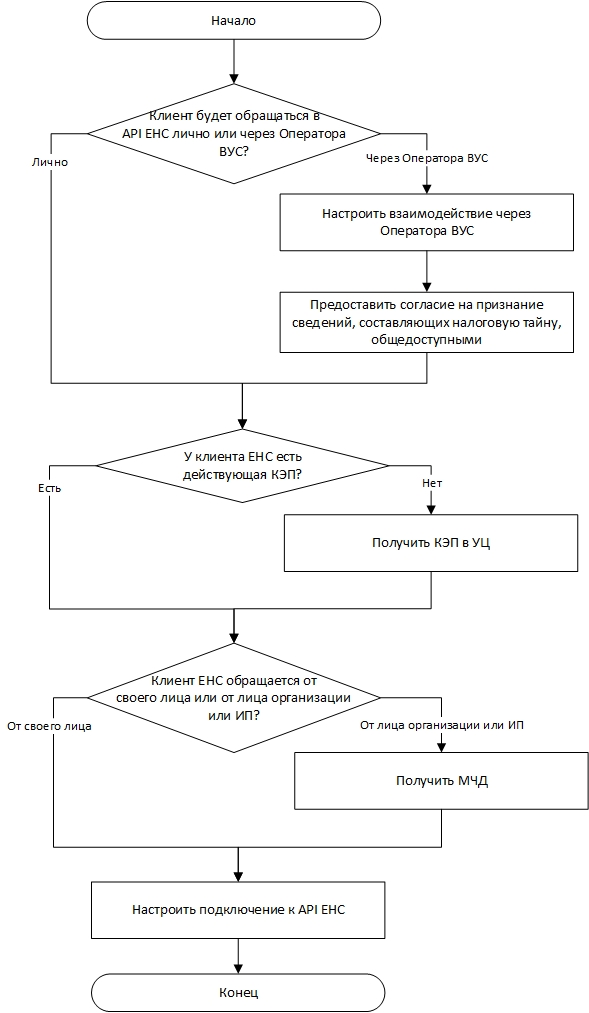 Начало
Клиент будет обращаться в
API ЕНС лично или через Оператора
ВУС?
Лично
Через Оператора ВУС
Настроить взаимодействие через
Оператора ВУС
Предоставить согласие на признание
сведений, составляющих налоговую тайну,
общедоступными
У клиента ЕНС есть
действующая КЭП?
Есть
Нет
Получить КЭП в УЦ
Клиент ЕНС обращается от
своего лица или от лица организации
или ИП?
От своего лица
От лица организации или ИП
Получить МЧД
Настроить подключение к API ЕНС
Конец